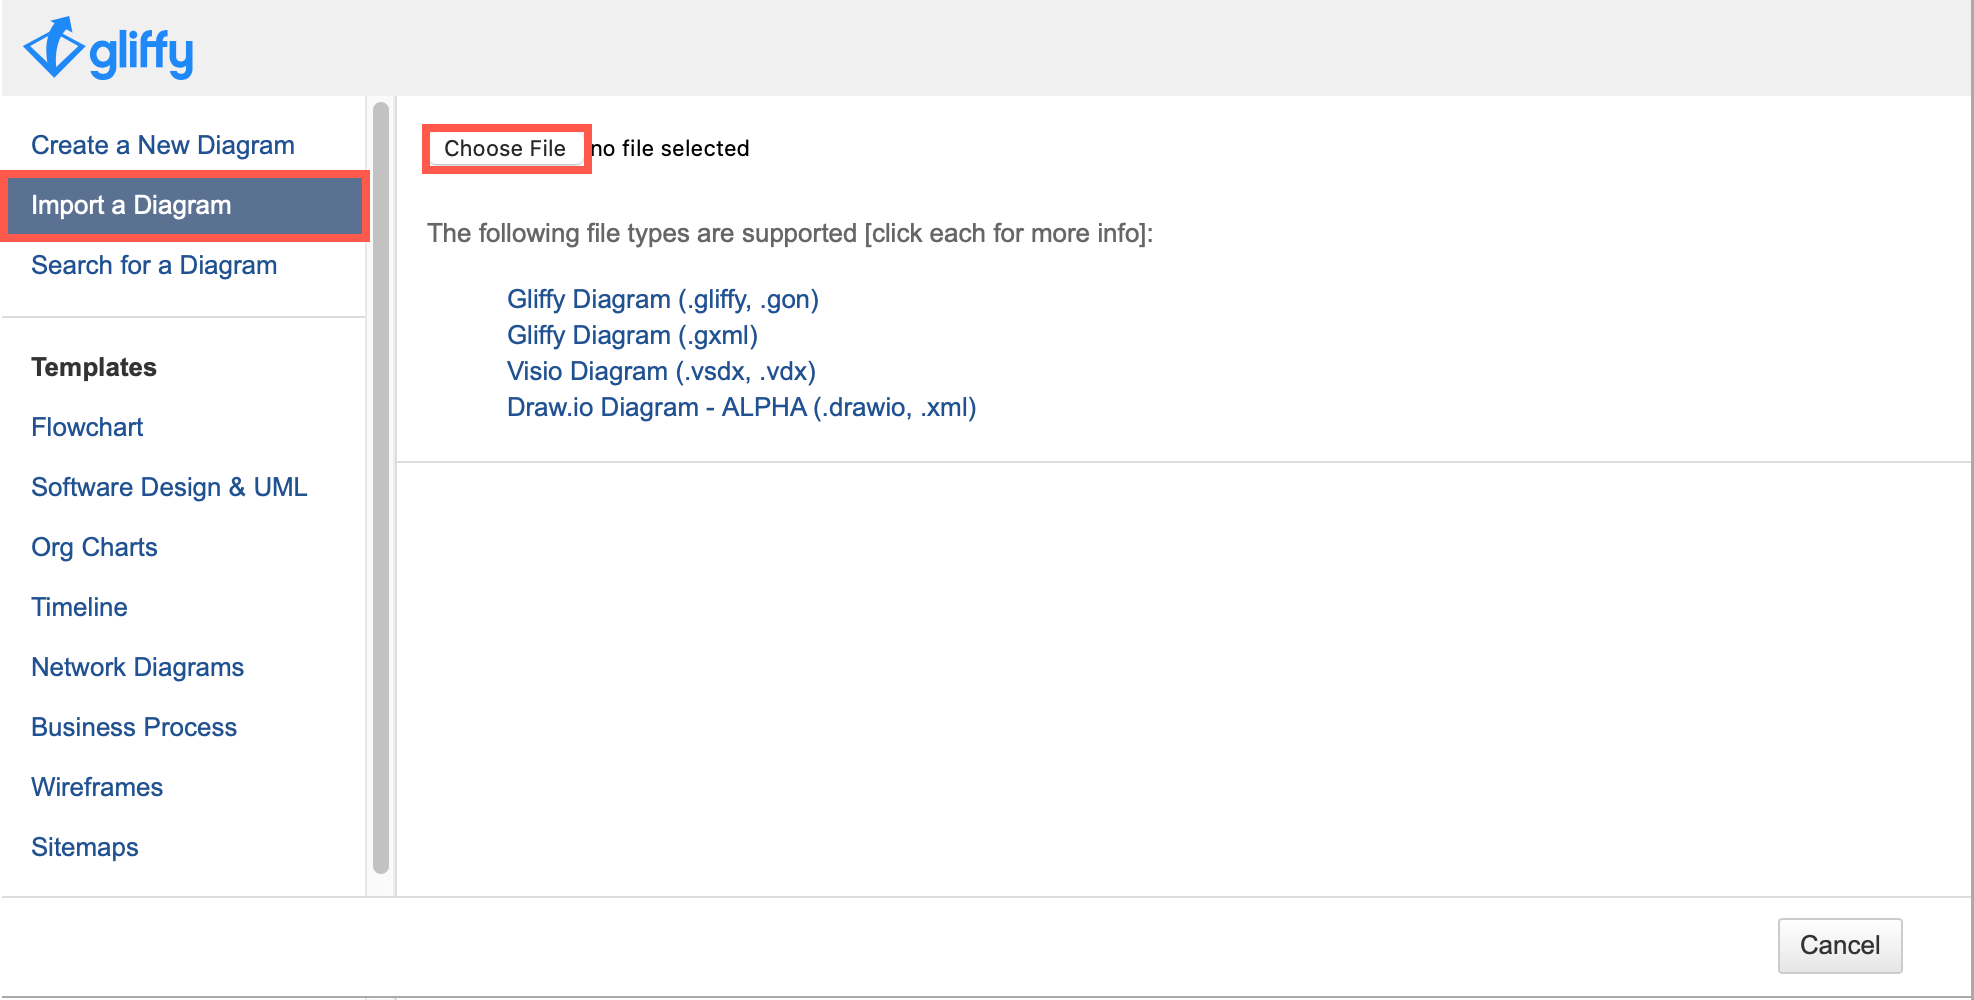 gliffy
Create a New Diagram
Import a Diagram
Search for a Diagram
Templates
Flowchart
Software Design & UML
Org Charts
Timeline
Network Diagrams
Business Process
Wireframes
Sitemaps
Choose File no file selected
The following file types are supported [click each for more info]:
Gliffy Diagram (.gliffy, .gon)
Gliffy Diagram (.gxml)
Visio Diagram (.vsdx, .vdx)
Draw.io Diagram - ALPHA (.drawio, .xml)
Cancel